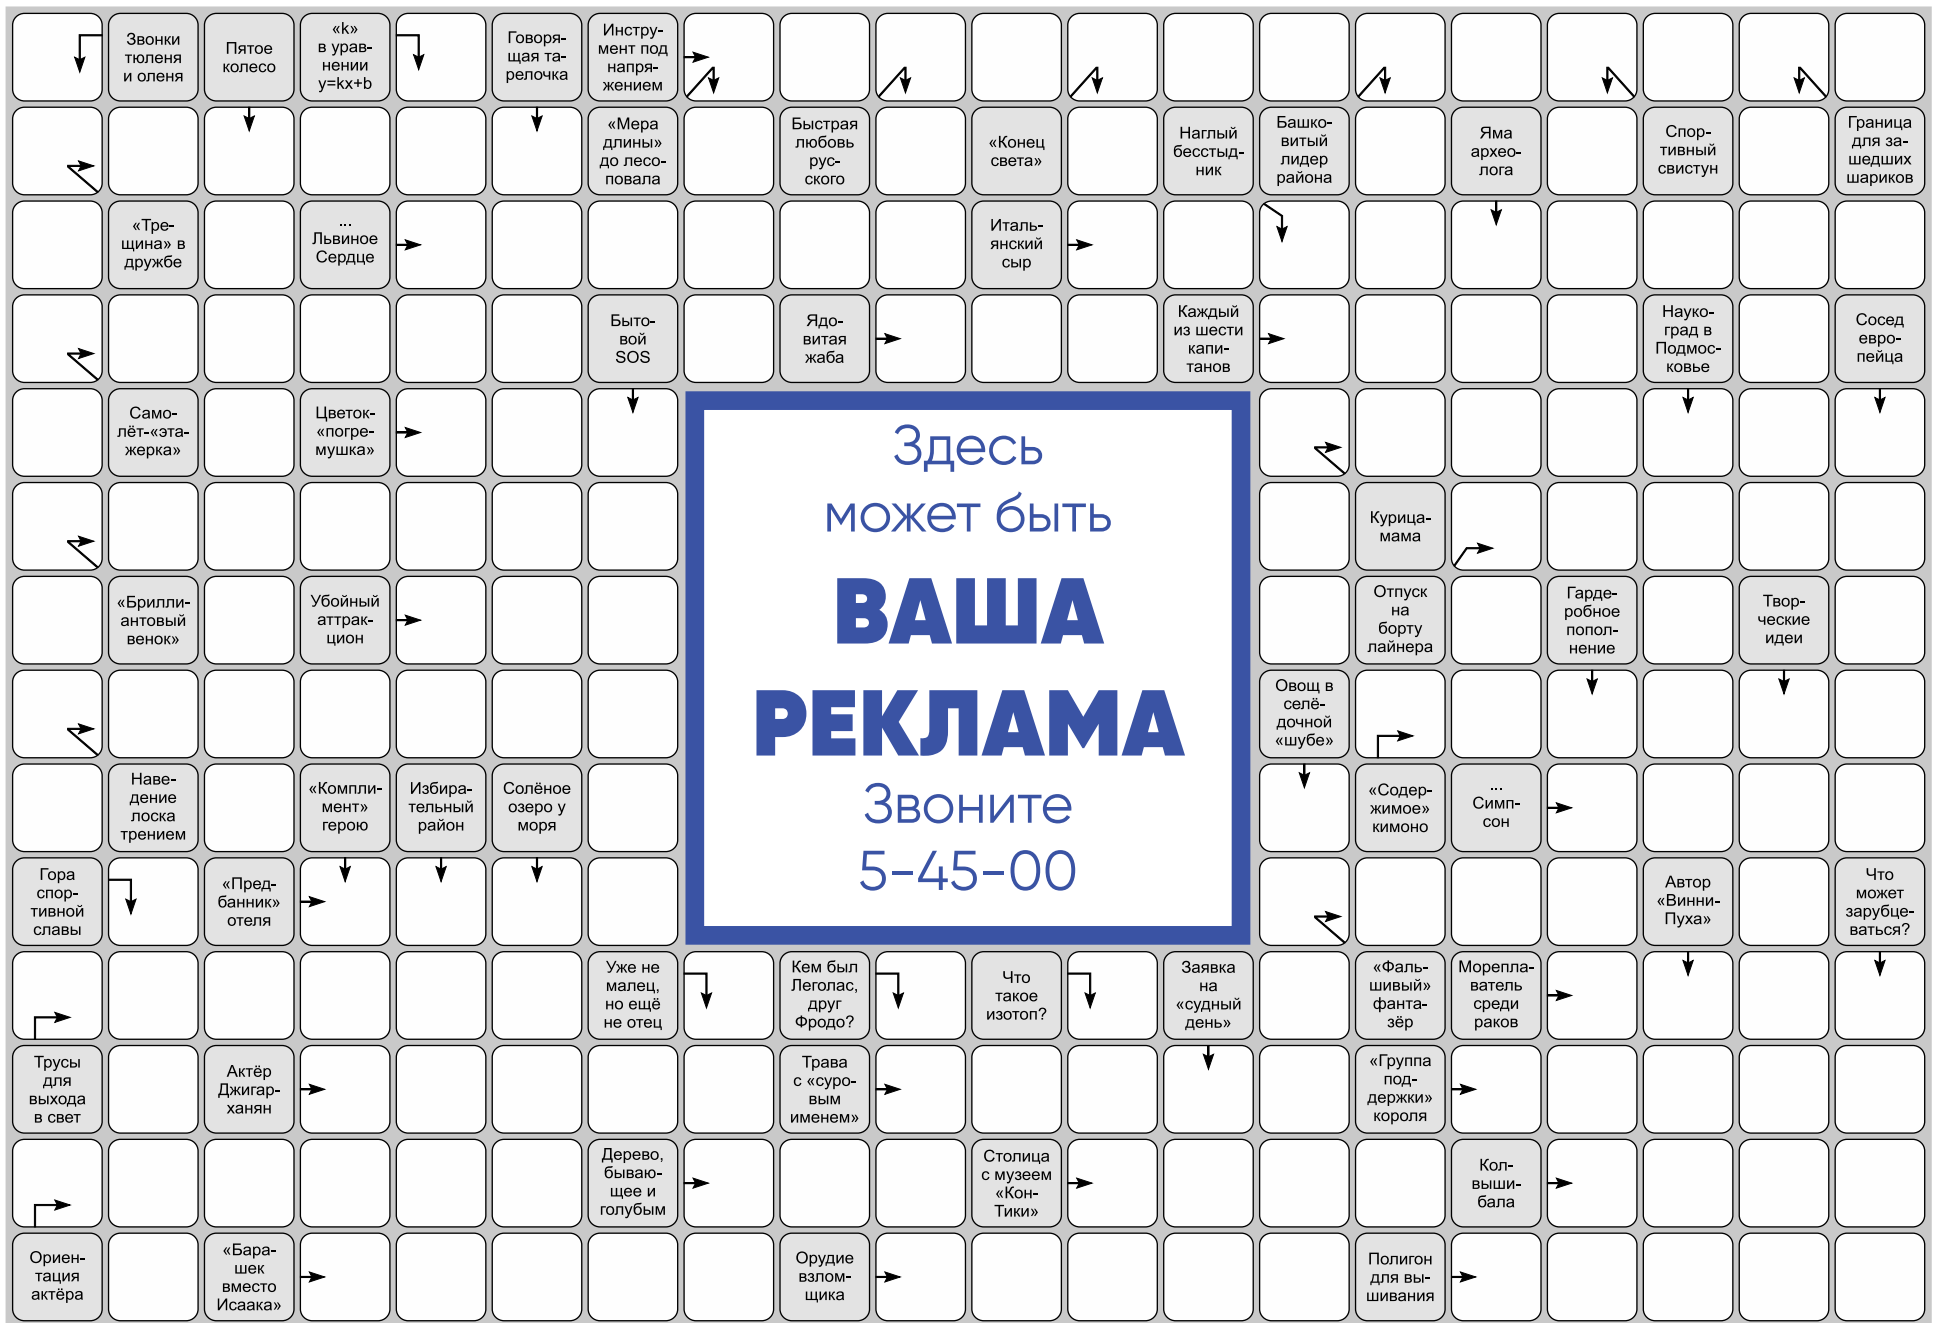 Звонки
тюленя
и оленя
Пятое
колесо
«k»
в урав-
нении
y=kx+b
Говоря-
щая та-
релочка
Инстру-
мент под
напря-
жением
«Мера
длины»
до лесо-
повала
Быстрая
любовь
рус-
ского
«Конец
света»
Наглый
бесстыд-
ник
Башко-
витый
лидер
района
Яма
архео-
лога
Спор-
тивный
свистун
Граница
для за-
шедших
шариков
«Тре-
щина» в
дружбе
...
Львиное
Сердце
Италь-
янский
сыр
Быто-
вой
SOS
Ядо-
витая
жаба
Каждый
из шести
капи-
танов
Науко-
град в
Подмос-
ковье
Сосед
евро-
пейца
Само-
лёт-«эта-
жерка»
Цветок-
«погре-
мушка»
Здесь
может быть
ВАША
РЕКЛАМА
Звоните
5-45-00
Курица-
мама
«Брилли-
антовый
венок»
Убойный
аттрак-
цион
Отпуск
на
борту
лайнера
Гарде-
робное
попол-
нение
Твор-
ческие
идеи
Овощ в
селё-
дочной
«шубе»
Наве-
дение
лоска
трением
«Компли-
мент»
герою
Избира-
тельный
район
Солёное
озеро у
моря
«Содер-
жимое»
кимоно
...
Симп-
сон
Гора
спор-
тивной
славы
«Пред-
банник»
отеля
Автор
«Винни-
Пуха»
Что
может
зарубце-
ваться?
Уже не
малец,
но ещё
не отец
Кем был
Леголас,
друг
Фродо?
Что
такое
изотоп?
Заявка
на
«судный
день»
«Фаль-
шивый»
фанта-
зёр
Морепла-
ватель
среди
раков
Трусы
для
выхода
в свет
Актёр
Джигар-
ханян
Трава
с «суро-
вым
именем»
«Группа
под-
держки»
короля
Дерево,
бываю-
щее и
голубым
Столица
с музеем
«Кон-
Тики»
Кол-
выши-
бала
Ориен-
тация
актёра
«Бара-
шек
вместо
Исаака»
Орудие
взлом-
щика
Полигон
для вы-
шивания